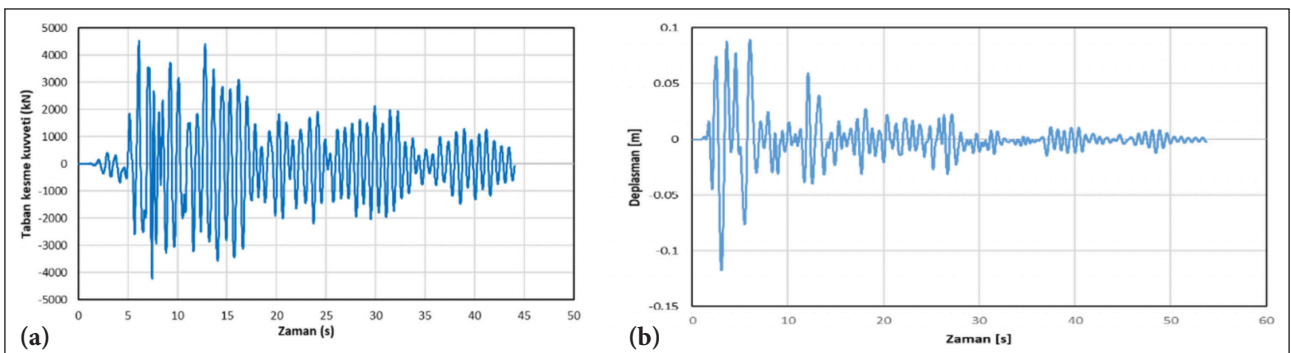 5000
4000
3000
2000
1000
0
-1000
-2000
-3000
-4000
-5000
Taban kesme kuvveti (kN)
0 5 10 15 20 25 30 35 40 45 50
Zaman (s)
(a)
0.1
0.05
0
-0.05
-0.1
-0.15
Deplasman [m]
0 10 20 30 40 50 60
Zaman [s]
(b)